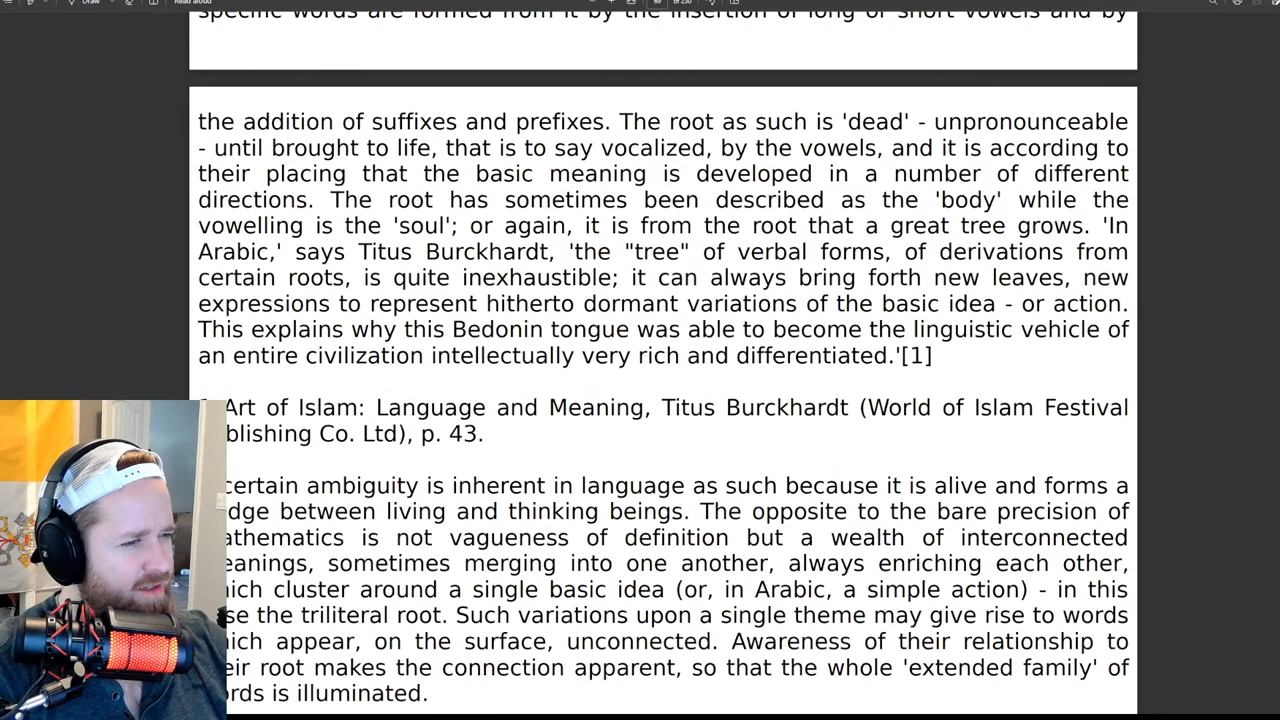 Draw
Read aloud
of 230
specific words are formed from it by the insertion of long or short vowels and by
the addition of suffixes and prefixes. The root as such is 'dead' - unpronounceable
- until brought to life, that is to say vocalized, by the vowels, and it is according to
their placing that the basic meaning is developed in a number of different
directions. The root has sometimes been described as the 'body' while the
vowelling is the 'soul'; or again, it is from the root that a great tree grows. 'In
Arabic,' says Titus Burckhardt, 'the "tree" of verbal forms, of derivations from
certain roots, is quite inexhaustible; it can always bring forth new leaves, new
expressions to represent hitherto dormant variations of the basic idea - or action.
This explains why this Bedonin tongue was able to become the linguistic vehicle of
an entire civilization intellectually very rich and differentiated.'[1]
Art of Islam: Language and Meaning, Titus Burckhardt (World of Islam Festival
blishing Co. Ltd), p. 43.
certain ambiguity is inherent in language as such because it is alive and forms a
dge between living and thinking beings. The opposite to the bare precision of
athematics is not vagueness of definition but a wealth of interconnected
eanings, sometimes merging into one another, always enriching each other,
ich cluster around a single basic idea (or, in Arabic, a simple action) - in this
se the triliteral root. Such variations upon a single theme may give rise to words
ich appear, on the surface, unconnected. Awareness of their relationship to
eir root makes the connection apparent, so that the whole 'extended family' of
rds is illuminated.